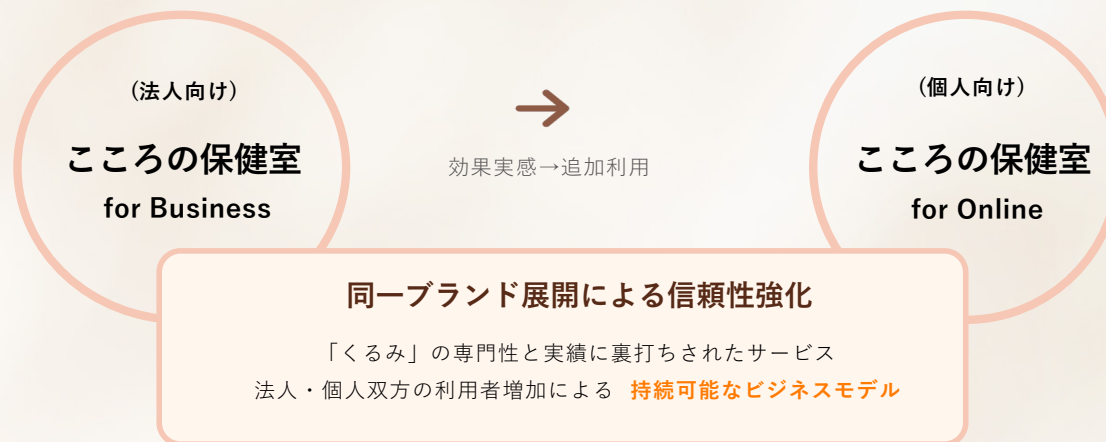 （法人向け）
こころの保健室
for Business
→
効果実感→追加利用
（個人向け）
こころの保健室
for Online
同一ブランド展開による信頼性強化
「くるみ」の専門性と実績に裏打ちされたサービス
法人・個人双方の利用者増加による 持続可能なビジネスモデル